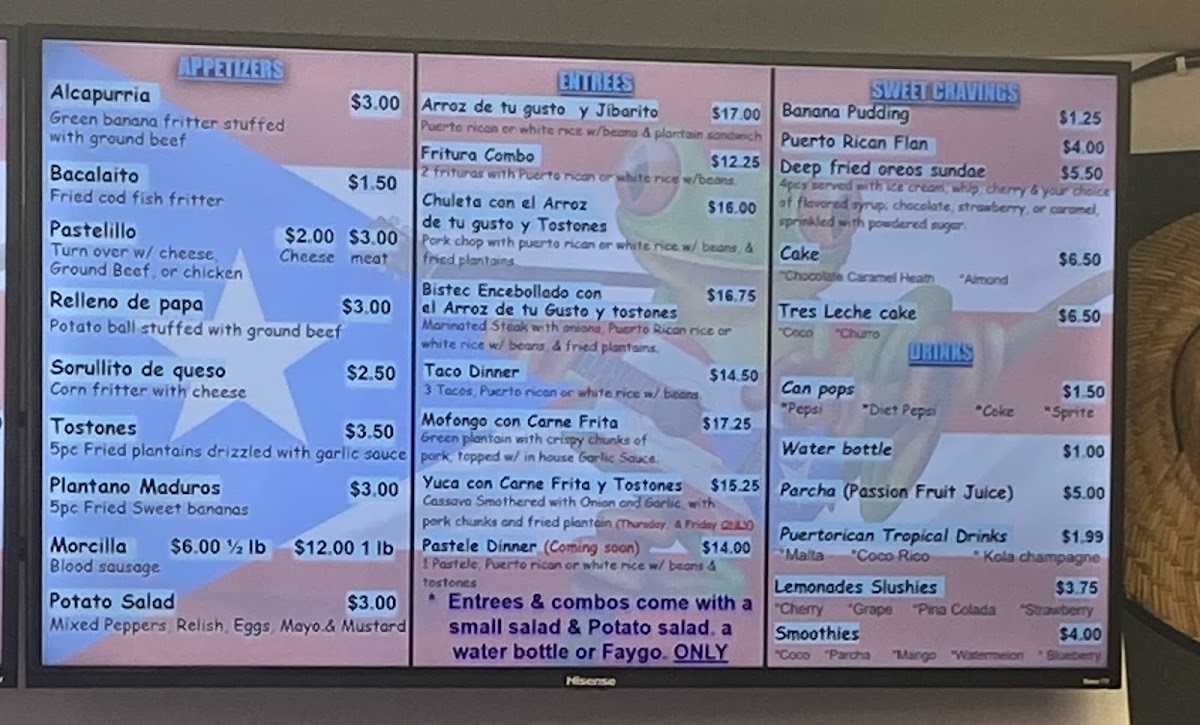 APPETIZERS
Alcapurria $3.00
Green banana fritter stuffed
with ground beef
Bacalaito $1.50
Fried cod fish fritter
Pastelillo $2.00 $3.00
Turn over w/ cheese, Cheese meat
Ground Beef, or chicken
Relleno de papa $3.00
Potato ball stuffed with ground beef
Sorullito de queso $2.50
Corn fritter with cheese
Tostones $3.50
5pc Fried plantains drizzled with garlic sauce
Plantano Maduros $3.00
5pc Fried Sweet bananas
Morcilla $6.00 ½ lb $12.00 1 lb
Blood sausage
Potato Salad $3.00
Mixed Peppers, Relish, Eggs, Mayo & Mustard
ENTREES
Arroz de tu gusto y Jibarito $17.00
Puerto rican or white rice w/beans & plantain sandwich
Fritura Combo $12.25
2 frituras with Puerto rican or white rice w/beans.
Chuleta con el Arroz $16.00
de tu gusto y Tostones
Pork chop with puerto rican or white rice w/ beans, &
fried plantains
Bistec Encebollado con $16.75
el Arroz de tu Gusto y tostones
Marinated Steak with onions, Puerto Rican rice or
white rice w/ beans, & fried plantains.
Taco Dinner $14.50
3 Tacos, Puerto rican or white rice w/ beans.
Mofongo con Carne Frita $17.25
Green plantain with crispy chunks of
pork, topped w/ in house Garlic Sauce.
Yuca con Carne Frita y Tostones $15.25
Cassava Smothered with Onion and Garlic, with
pork chunks and fried plantain (Thursday, & Friday ONLY)
Pastele Dinner (Coming soon) $14.00
1 Pastele, Puerto rican or white rice w/ beans &
tostones
* Entrees & combos come with a
small salad & Potato salad. a
water bottle or Faygo. ONLY
SWEET CRAVINGS
Banana Pudding $1.25
Puerto Rican Flan $4.00
Deep fried oreos sundae $5.50
4pcs served with ice cream, whip, cherry & your choice
of flavored syrup; chocolate, strawberry, or caramel,
sprinkled with powdered sugar.
Cake $6.50
*Chocolate Caramel Heath *Almond
Tres Leche cake $6.50
*Coco *Churro
DRINKS
Can pops $1.50
*Pepsi *Diet Pepsi *Coke *Sprite
Water bottle $1.00
Parcha (Passion Fruit Juice) $5.00
Puertorican Tropical Drinks $1.99
*Malta *Coco Rico * Kola champagne
Lemonades Slushies $3.75
*Cherry *Grape *Pina Colada *Strawberry
Smoothies $4.00
*Coco *Parcha *Mango *Watermelon * Blueberry
Hisense